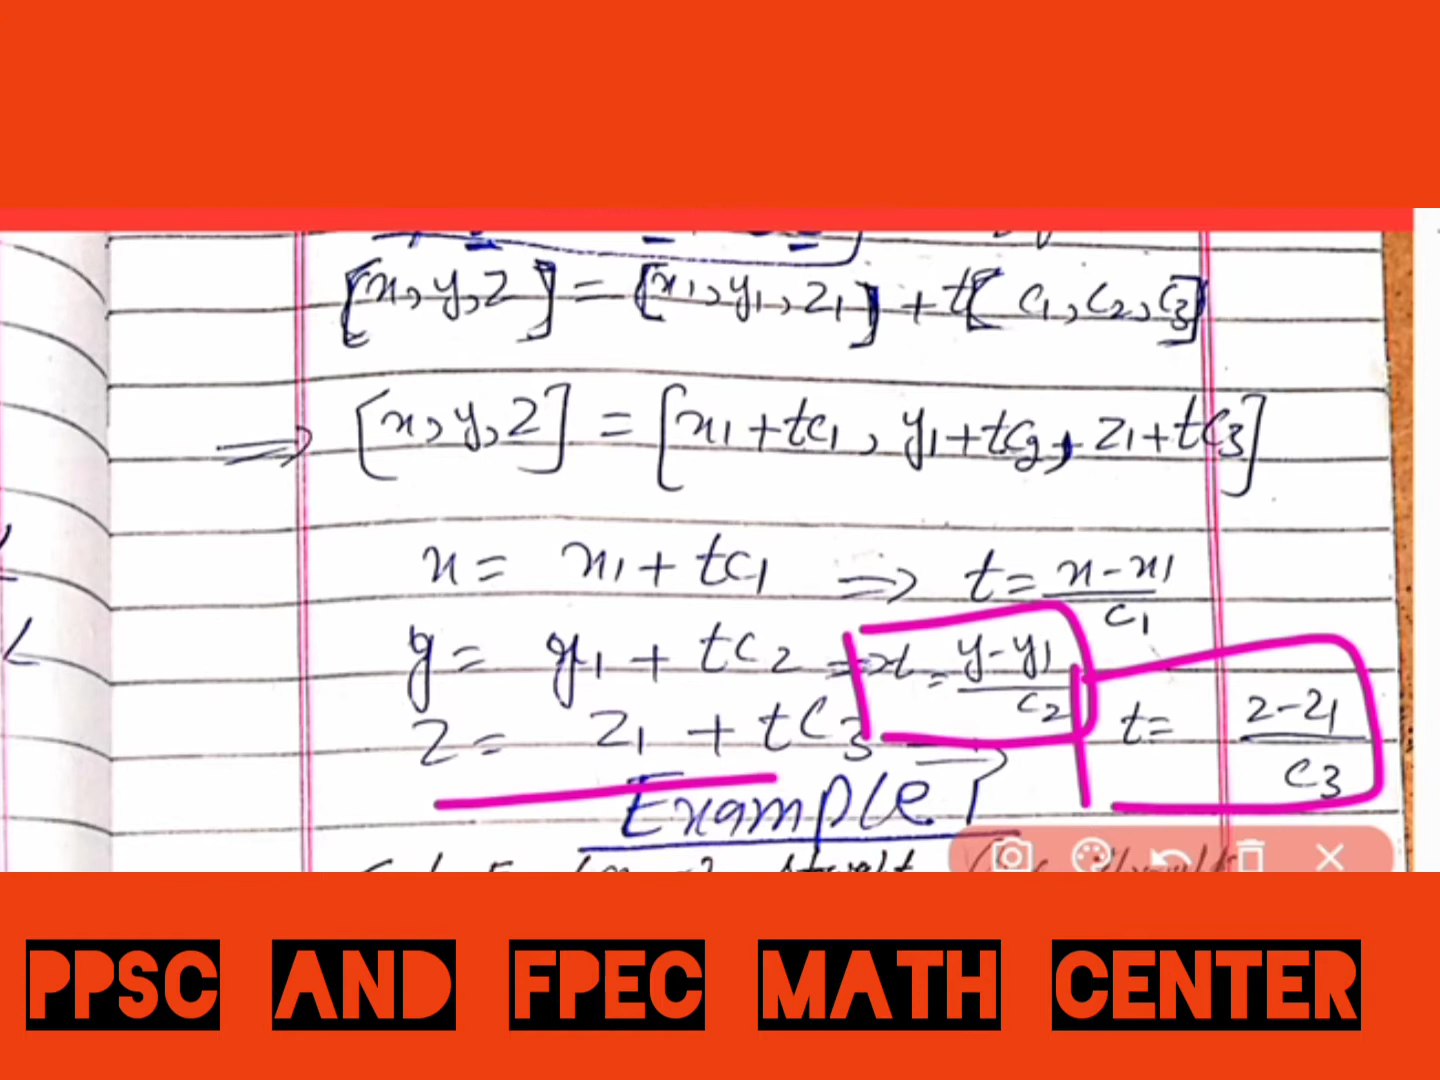 [x, y, z] = [x1, y1, z1] + t[c1, c2, c3]
⇒ [x, y, z] = [x1+tc1, y1+tc2, z1+tc3]
x = x1 + tc1 ⇒ t = x-x1/c1
y = y1 + tc2 ⇒ t = y-y1/c2
z = z1 + tc3 ⇒ t = z-z1/c3
Example 1
PPSC AND FPEC MATH CENTER